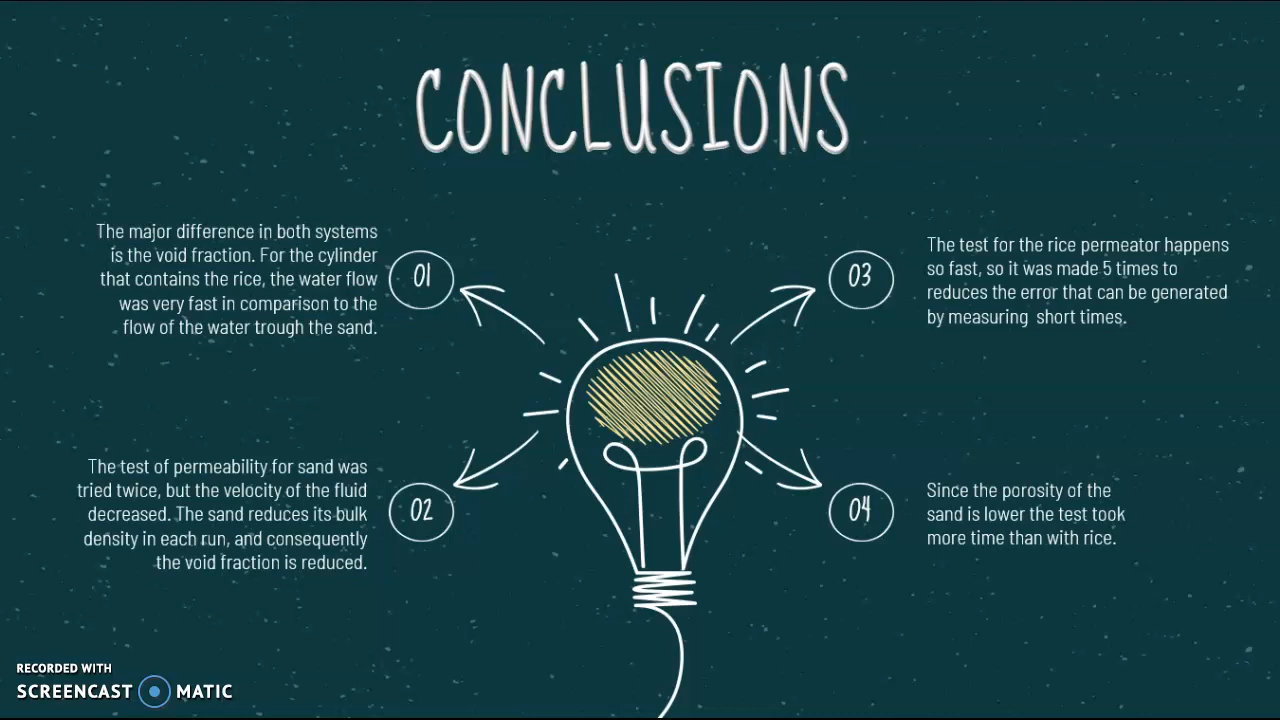 CONCLUSIONS
The major difference in both systems
is the void fraction. For the cylinder
that contains the rice, the water flow
was very fast in comparison to the
flow of the water trough the sand.
01
The test of permeability for sand was
tried twice, but the velocity of the fluid
decreased. The sand reduces its bulk
density in each run, and consequently
the void fraction is reduced.
02
03
The test for the rice permeator happens
so fast, so it was made 5 times to
reduces the error that can be generated
by measuring short times.
04
Since the porosity of the
sand is lower the test took
more time than with rice.
RECORDED WITH
SCREENCAST MATIC